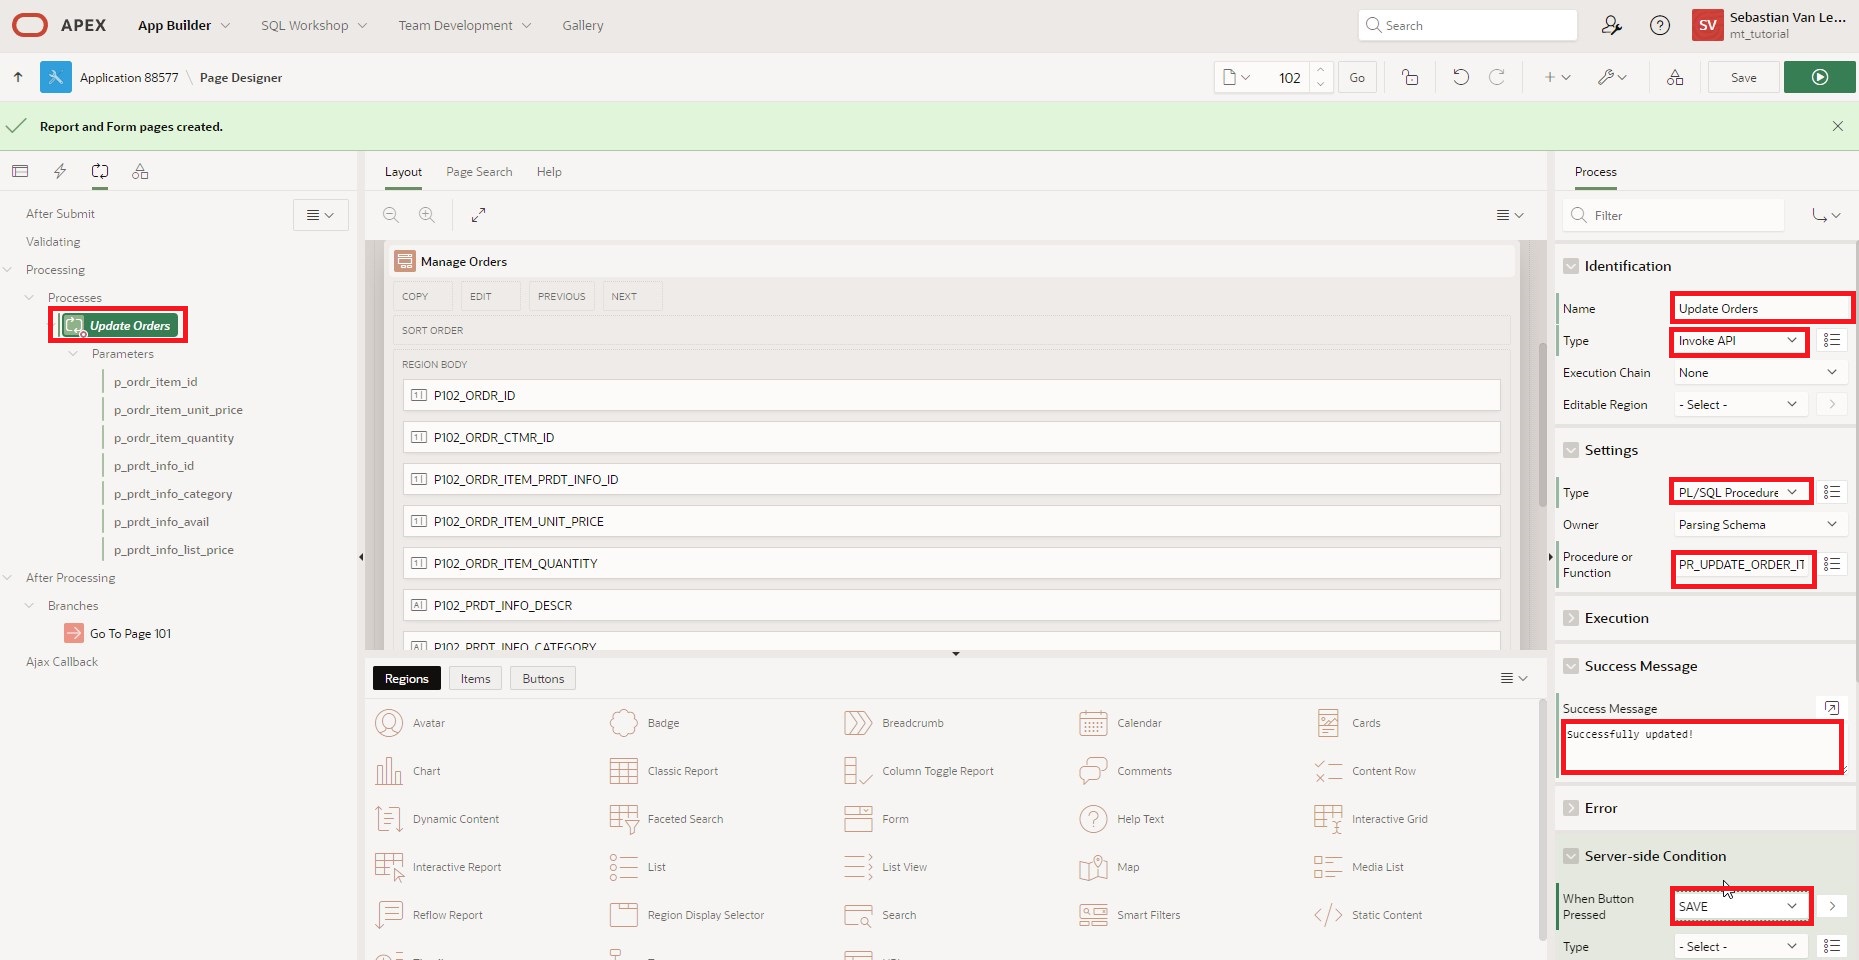 APEX
App Builder
SQL Workshop
Team Development
Gallery
Search
SV
Sebastian Van Le...
mt_tutorial
Application 88577 \ Page Designer
102
Go
Save
Report and Form pages created.
After Submit
Validating
Processing
Processes
Update Orders
Parameters
p_ordr_item_id
p_ordr_item_unit_price
p_ordr_item_quantity
p_prdt_info_id
p_prdt_info_category
p_prdt_info_avail
p_prdt_info_list_price
After Processing
Branches
Go To Page 101
Ajax Callback
Layout
Page Search
Help
Manage Orders
COPY
EDIT
PREVIOUS
NEXT
SORT ORDER
REGION BODY
P102_ORDR_ID
P102_ORDR_CTMR_ID
P102_ORDR_ITEM_PRDT_INFO_ID
P102_ORDR_ITEM_UNIT_PRICE
P102_ORDR_ITEM_QUANTITY
P102_PRDT_INFO_DESCR
P102_PRDT_INFO_CATEGORY
Regions
Items
Buttons
Avatar
Badge
Breadcrumb
Calendar
Cards
Chart
Classic Report
Column Toggle Report
Comments
Content Row
Dynamic Content
Faceted Search
Form
Help Text
Interactive Grid
Interactive Report
List
List View
Map
Media List
Reflow Report
Region Display Selector
Search
Smart Filters
Static Content
Process
Filter
Identification
Name
Update Orders
Type
Invoke API
Execution Chain
None
Editable Region
- Select -
Settings
Type
PL/SQL Procedure
Owner
Parsing Schema
Procedure or
Function
PR_UPDATE_ORDER_IT
Execution
Success Message
Success Message
Successfully updated!
Error
Server-side Condition
When Button
Pressed
SAVE
Type
- Select -